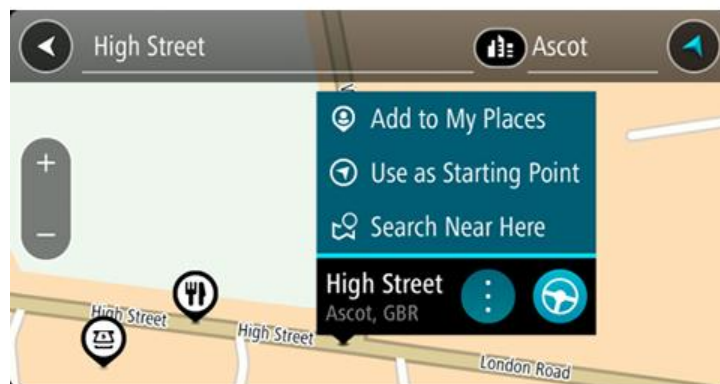 High Street
Ascot
Add to My Places
Use as Starting Point
Search Near Here
High Street
Ascot, GBR
High Street
High Street
London Road